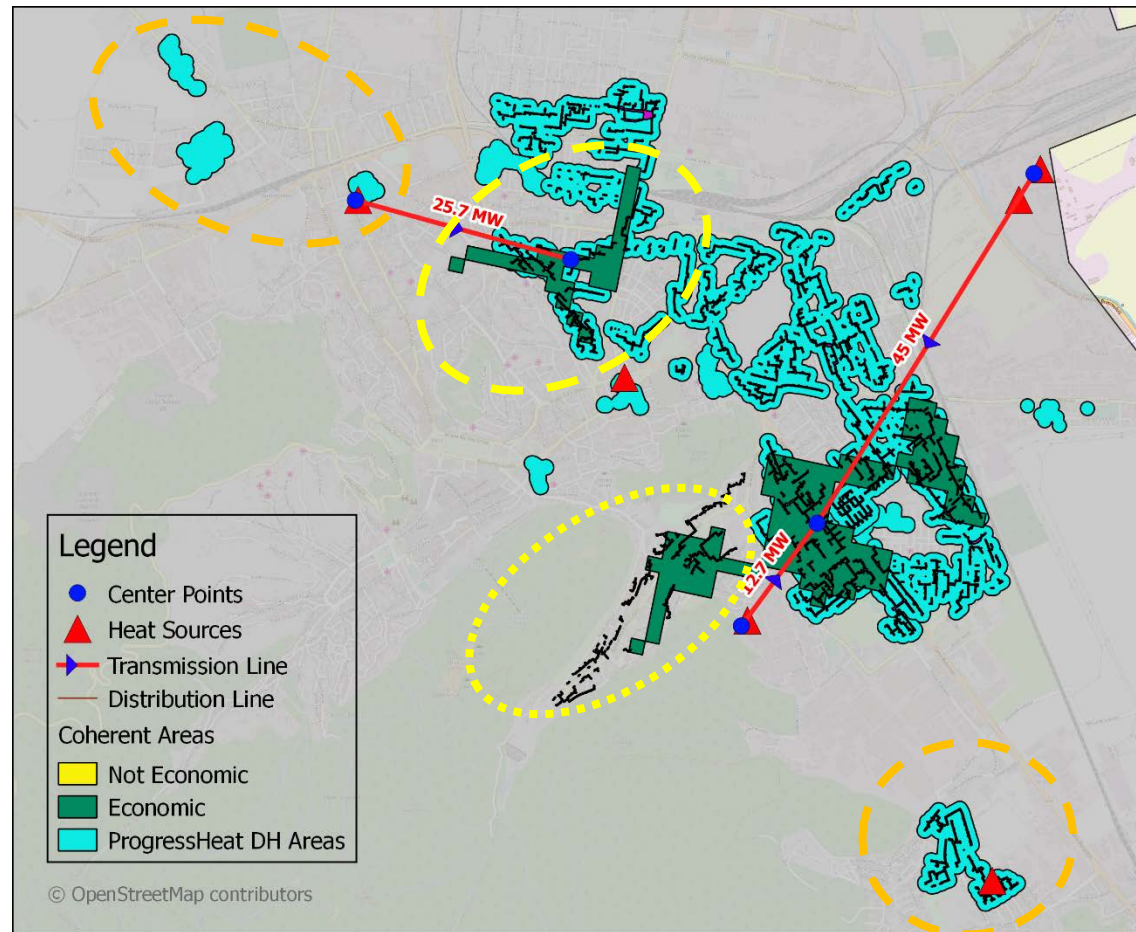 25.7 MW
45 MW
12.7 MW
Legend
Center Points
Heat Sources
Transmission Line
Distribution Line
Coherent Areas
Not Economic
Economic
ProgressHeat DH Areas
© OpenStreetMap contributors